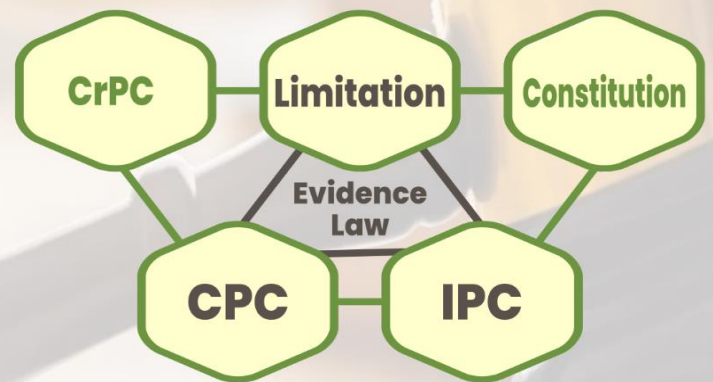 CrPC
Limitation
Constitution
Evidence
Law
CPC
IPC